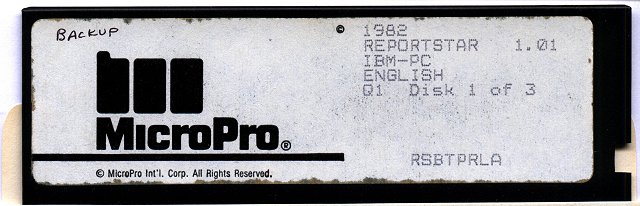 BACKUP
MicroPro®
© MicroPro Int'l. Corp. All Rights Reserved.
© 1982
REPORTSTAR 1.01
IBM-PC
ENGLISH
Q1 Disk 1 of 3
RSBTPRLA